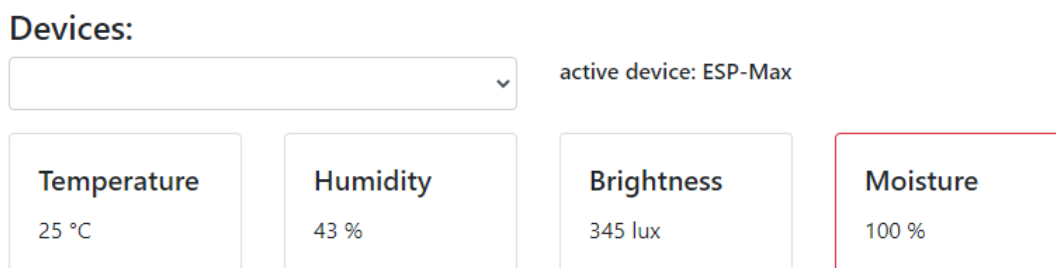 Devices:
active device: ESP-Max
Temperature
25 °C
Humidity
43 %
Brightness
345 lux
Moisture
100 %